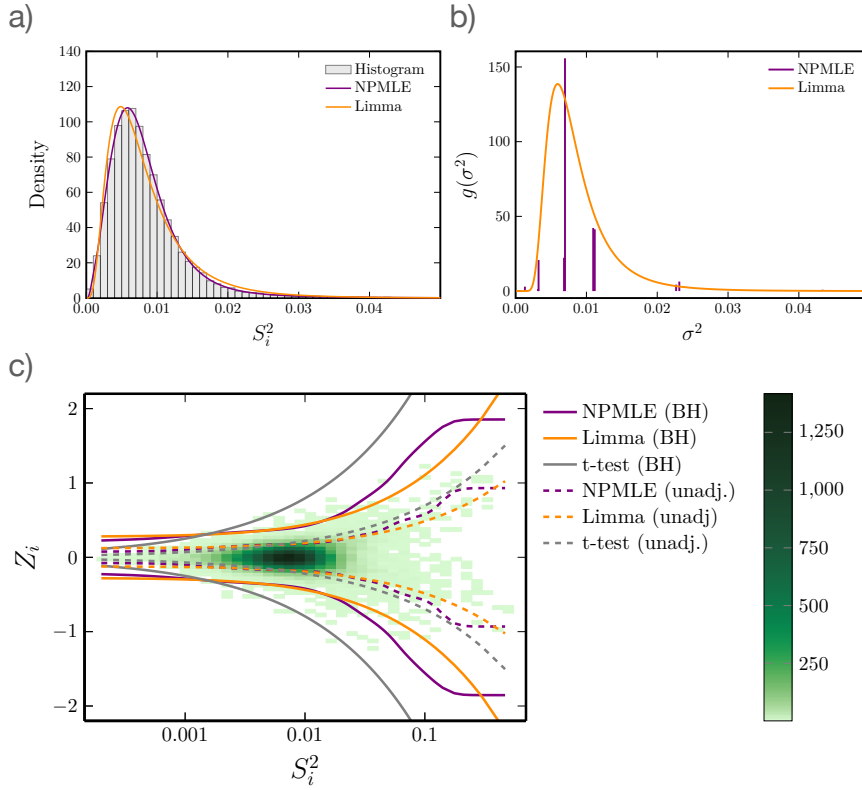 a)
140
120
100
80
60
40
20
0
Density
Histogram
NPMLE
Limma
0.00
0.01
0.02
0.03
0.04
S_i^2
b)
150
100
50
0
g(σ²)
NPMLE
Limma
0.00
0.01
0.02
0.03
0.04
σ²
c)
2
1
0
−1
−2
Z_i
0.001
0.01
0.1
S_i^2
NPMLE (BH)
Limma (BH)
t-test (BH)
NPMLE (unadj.)
Limma (unadj)
t-test (unadj.)
1,250
1,000
750
500
250